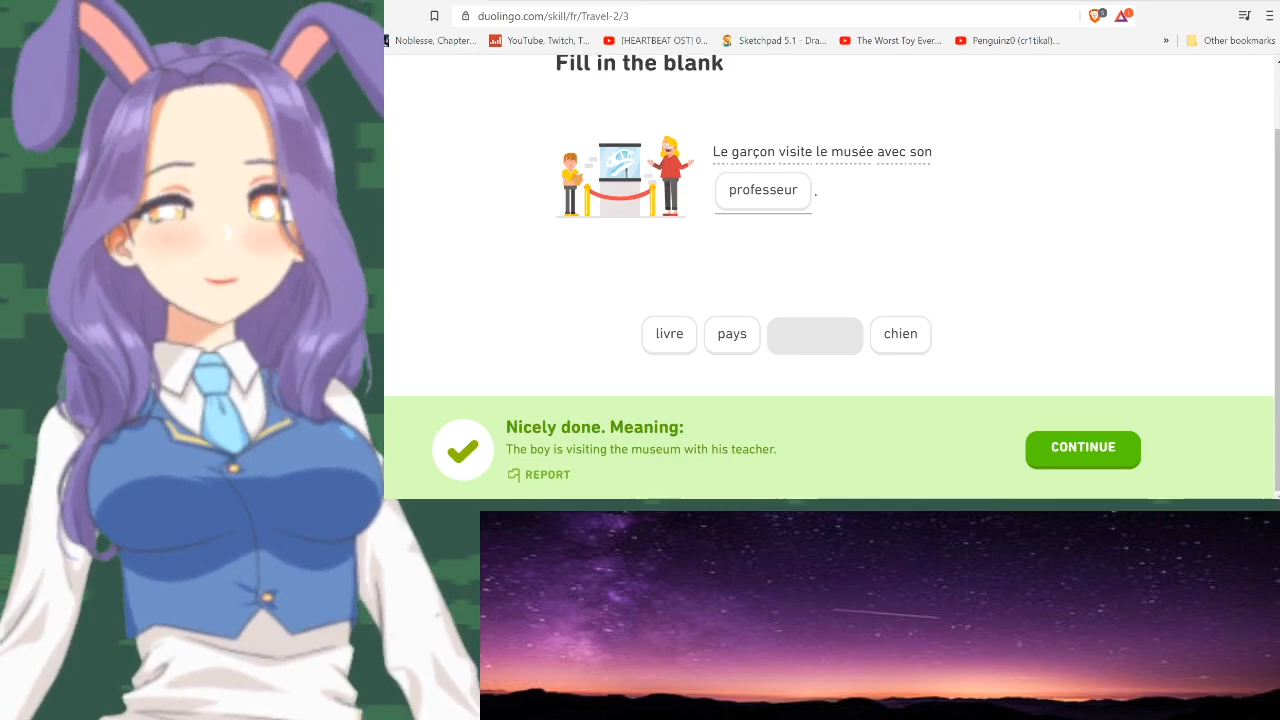 duolingo.com/skill/fr/Travel-2/3
Noblesse, Chapter... YouTube, Twitch, T... [HEARTBEAT OST] 0... Sketchpad 5.1 - Dra... The Worst Toy Ever... Penguinz0 (cr1tikal)... » Other bookmarks
Fill in the blank
Le garçon visite le musée avec son
professeur .
livre pays chien
Nicely done. Meaning:
The boy is visiting the museum with his teacher.
REPORT
CONTINUE